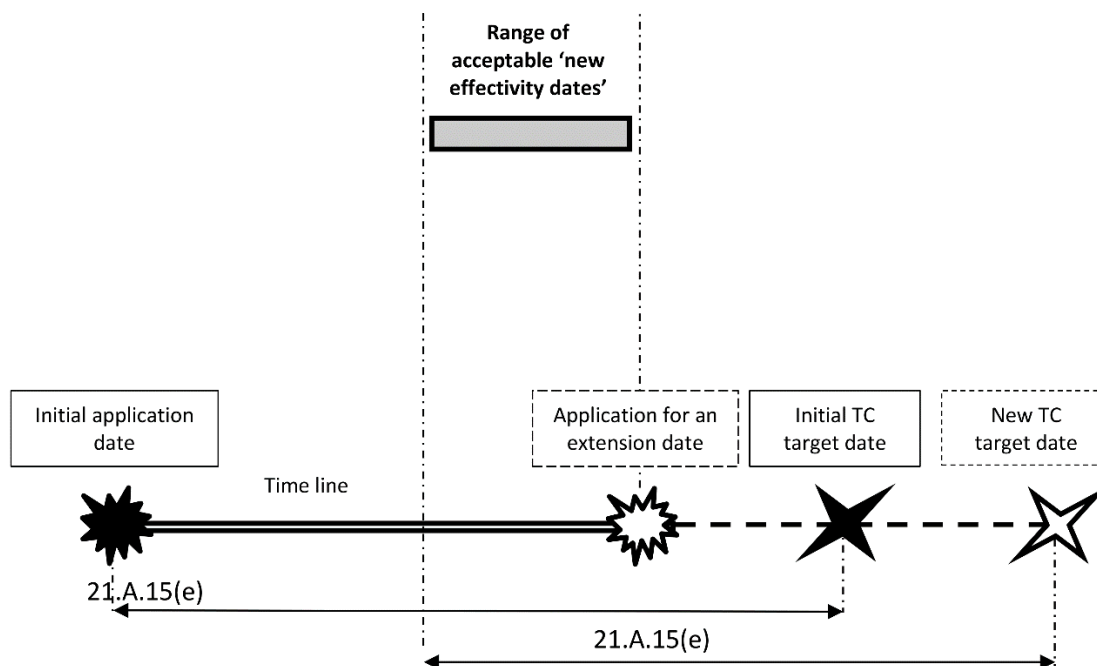 Range of
acceptable ‘new
effectivity dates’
Initial application
date
Application for an
extension date
Initial TC
target date
New TC
target date
Time line
21.A.15(e)
21.A.15(e)